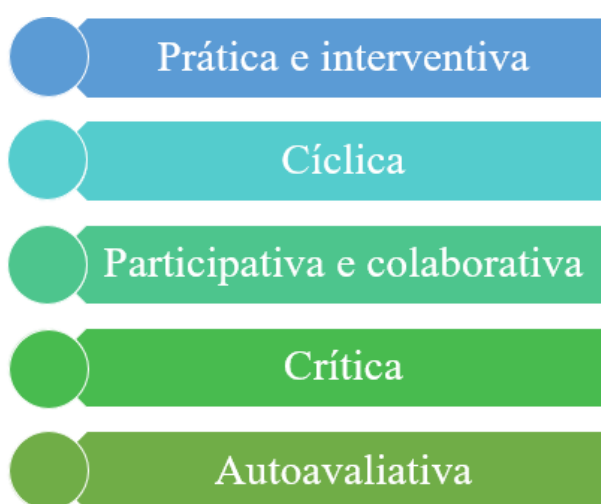 Prática e interventiva
Cíclica
Participativa e colaborativa
Crítica
Autoavaliativa